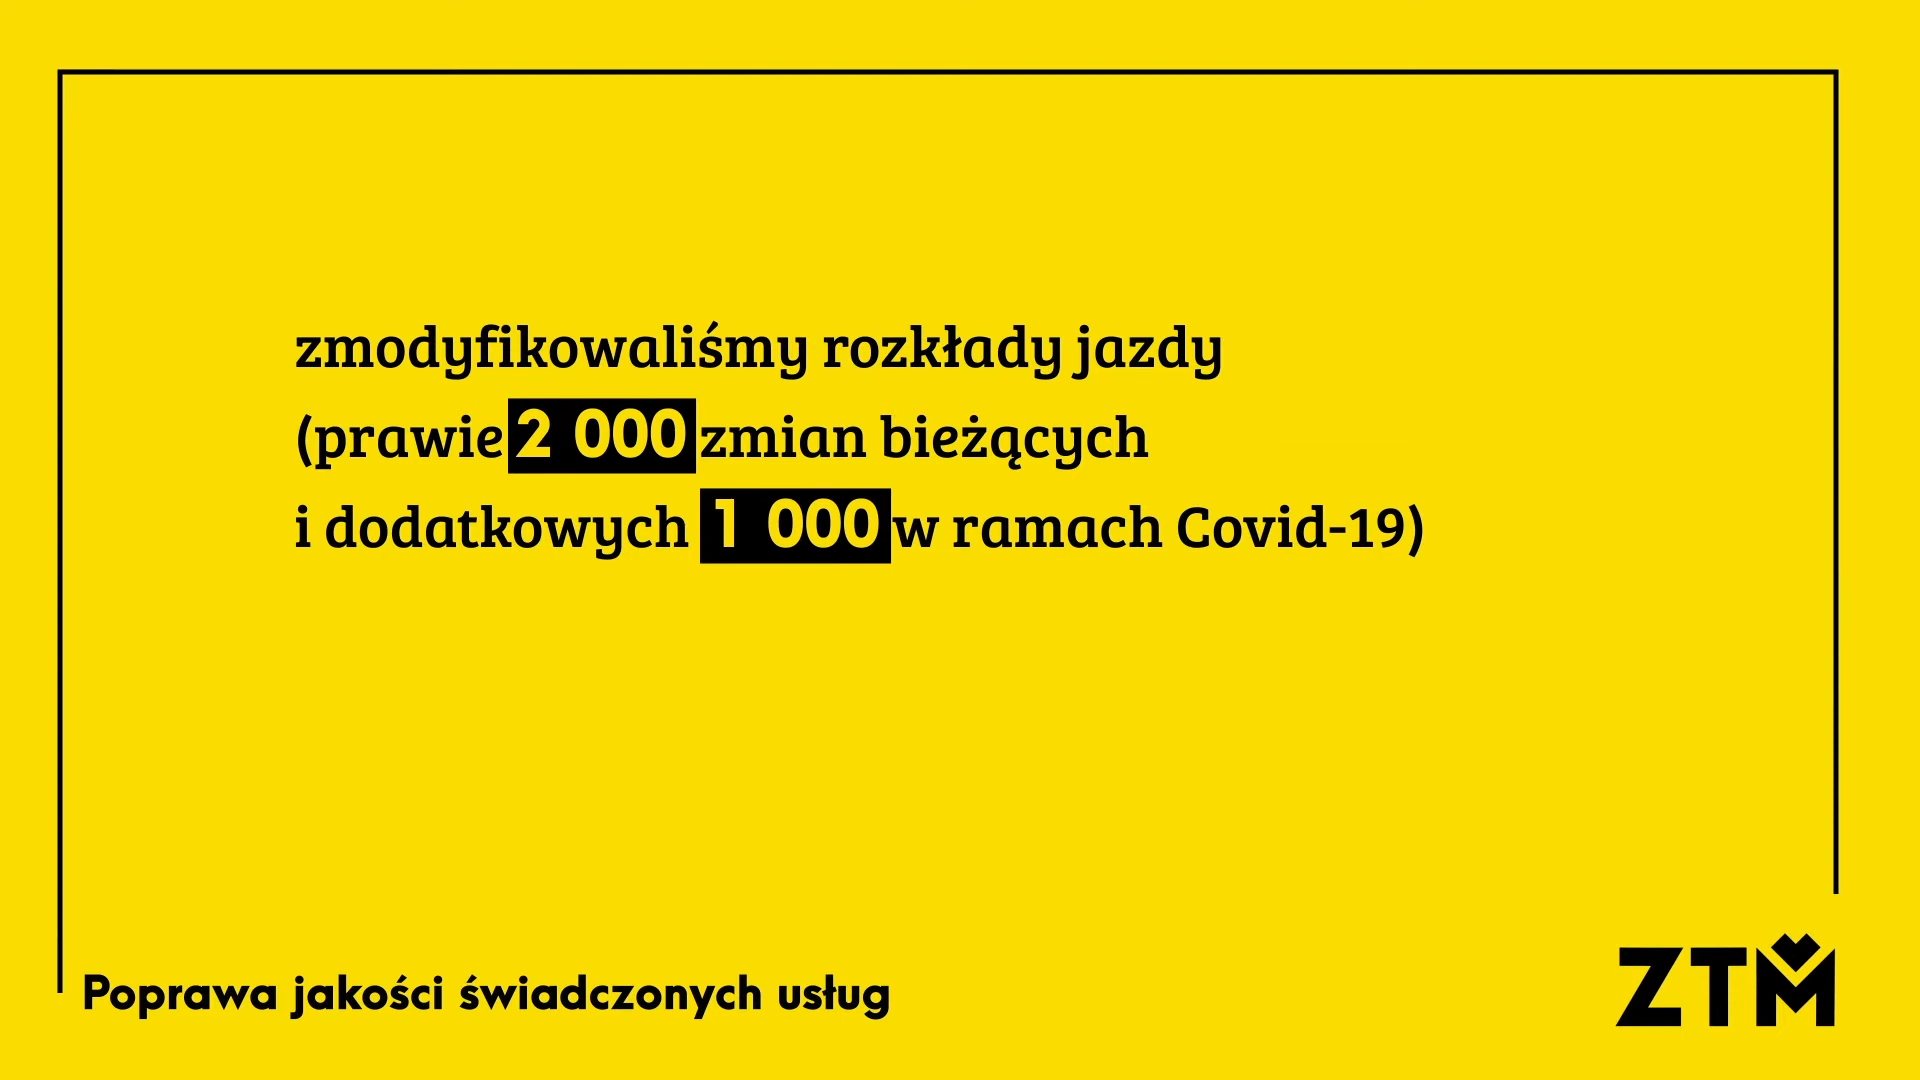 zmodyfikowaliśmy rozkłady jazdy
(prawie 2 000 zmian bieżących
i dodatkowych 1 000 w ramach Covid-19)
Poprawa jakości świadczonych usług
ZTM